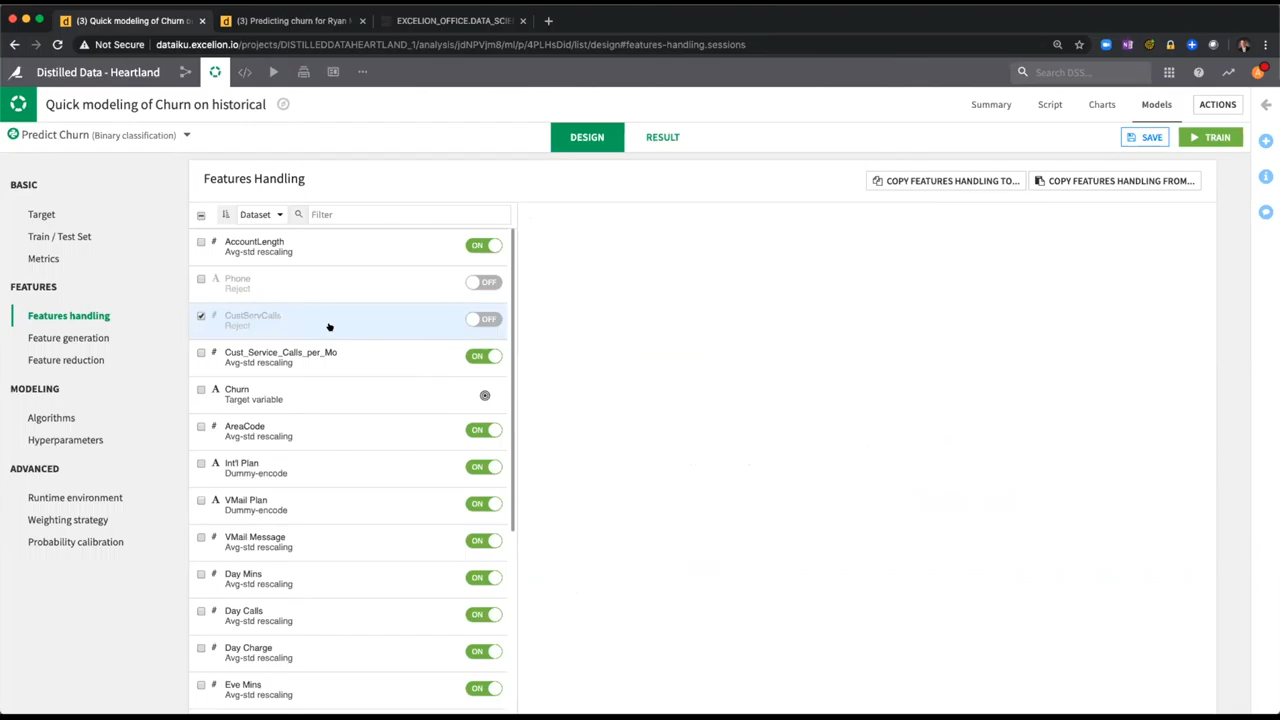 (3) Quick modeling of Churn on
(3) Predicting churn for Ryan M
EXCELION_OFFICE.DATA_SCIE
Not Secure
dataiku.excelion.io/projects/DISTILLEDDATAHEARTLAND_1/analysis/jdNPVjm8/ml/p/4PLHsDid/list/design#features-handling.sessions
Distilled Data - Heartland
Search DSS...
Quick modeling of Churn on historical
Summary
Script
Charts
Models
ACTIONS
Predict Churn (Binary classification)
DESIGN
RESULT
SAVE
TRAIN
BASIC
Target
Train / Test Set
Metrics
FEATURES
Features handling
Feature generation
Feature reduction
MODELING
Algorithms
Hyperparameters
ADVANCED
Runtime environment
Weighting strategy
Probability calibration
Features Handling
COPY FEATURES HANDLING TO...
COPY FEATURES HANDLING FROM...
Dataset
Filter
# AccountLength
Avg-std rescaling
ON
A Phone
Reject
OFF
# CustServCalls
Reject
OFF
# Cust_Service_Calls_per_Mo
Avg-std rescaling
ON
A Churn
Target variable
# AreaCode
Avg-std rescaling
ON
A Int'l Plan
Dummy-encode
ON
A VMail Plan
Dummy-encode
ON
# VMail Message
Avg-std rescaling
ON
# Day Mins
Avg-std rescaling
ON
# Day Calls
Avg-std rescaling
ON
# Day Charge
Avg-std rescaling
ON
# Eve Mins
Avg-std rescaling
ON